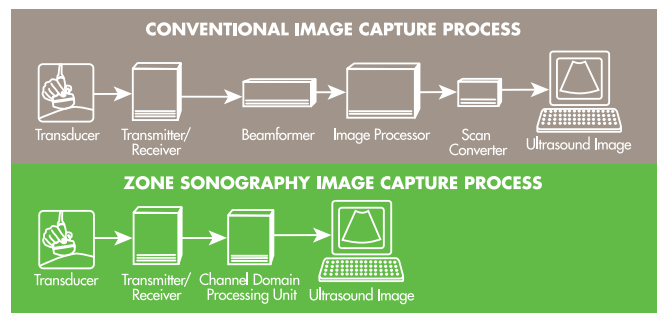 CONVENTIONAL IMAGE CAPTURE PROCESS
Transducer
Transmitter/
Receiver
Beamformer
Image Processor
Scan
Converter
Ultrasound Image
ZONE SONOGRAPHY IMAGE CAPTURE PROCESS
Transducer
Transmitter/
Receiver
Channel Domain
Processing Unit
Ultrasound Image